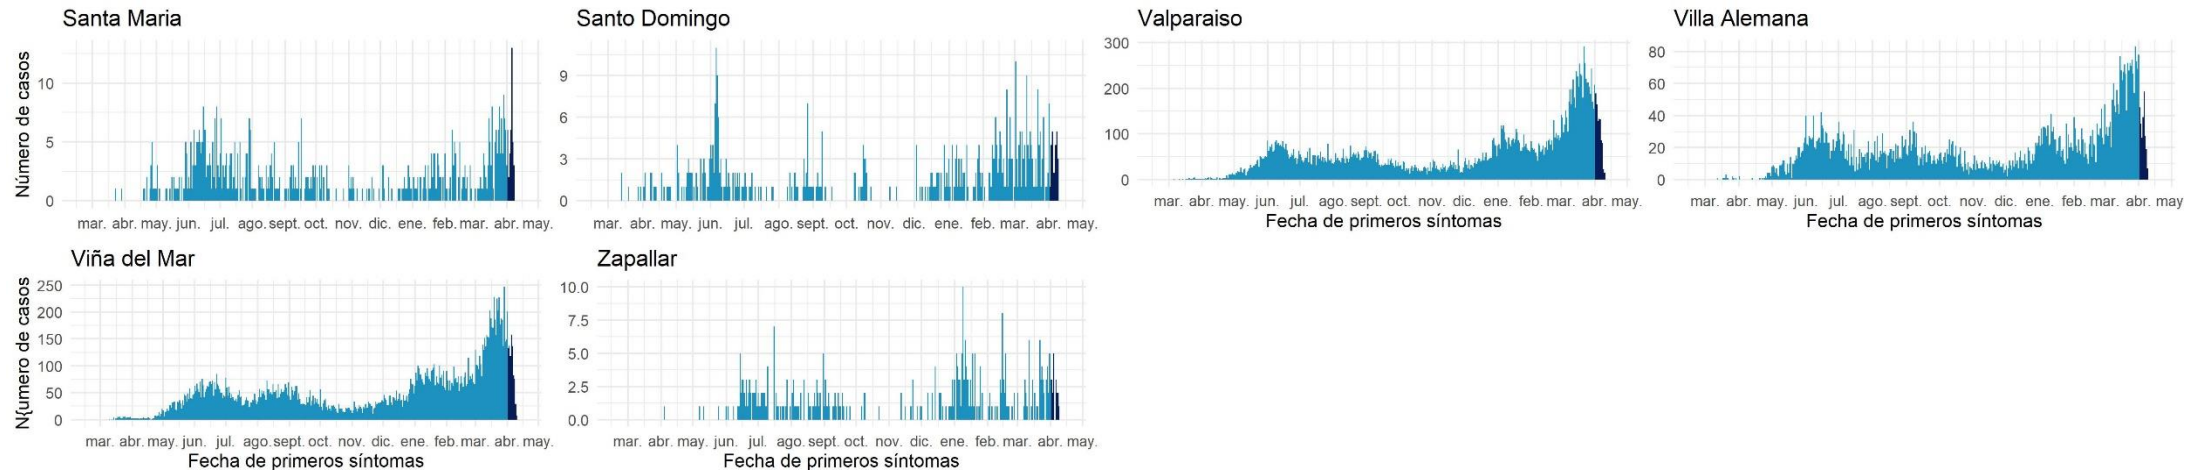 Santa Maria
Número de casos
10
5
0
mar. abr. may. jun. jul. ago. sept. oct. nov. dic. ene. feb. mar. abr. may.
Santo Domingo
9
6
3
0
mar. abr. may. jun. jul. ago. sept. oct. nov. dic. ene. feb. mar. abr. may.
Valparaiso
300
200
100
0
mar. abr. may. jun. jul. ago. sept. oct. nov. dic. ene. feb. mar. abr. may.
Fecha de primeros síntomas
Villa Alemana
80
60
40
20
0
mar. abr. may. jun. jul. ago. sept. oct. nov. dic. ene. feb. mar. abr. may
Fecha de primeros síntomas
Viña del Mar
N{umero de casos
250
200
150
100
50
0
mar. abr. may. jun. jul. ago. sept. oct. nov. dic. ene. feb. mar. abr. may.
Fecha de primeros síntomas
Zapallar
10.0
7.5
5.0
2.5
0.0
mar. abr. may. jun. jul. ago. sept. oct. nov. dic. ene. feb. mar. abr. may.
Fecha de primeros síntomas